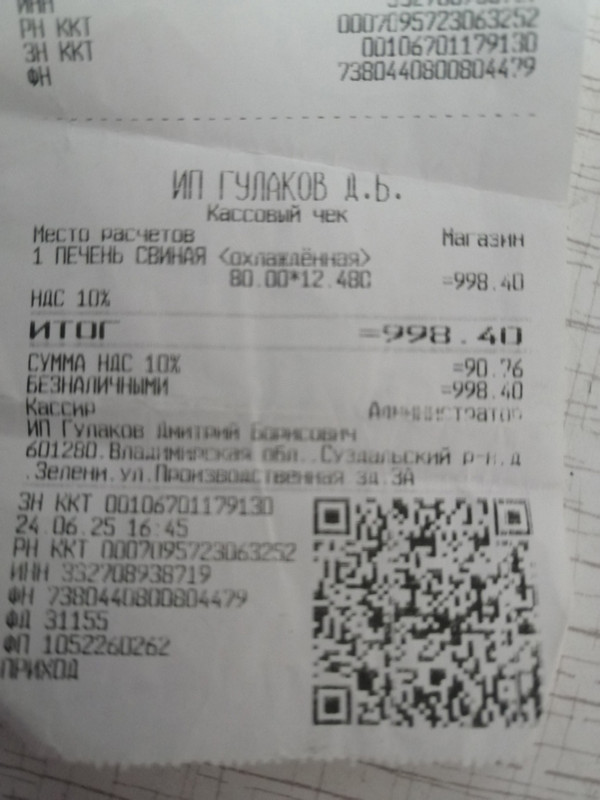 ИНН
РН ККТ 0007095723063252
ЗН ККТ 00106701179130
ФН 7380440800804479
ИП ГУЛАКОВ Д.Б.
Кассовый чек
Место расчетов Магазин
1 ПЕЧЕНЬ СВИНАЯ <охлаждённая>
80.00*12.480 =998.40
НДС 10%
ИТОГ =998.40
СУММА НДС 10% =90.76
БЕЗНАЛИЧНЫМИ =998.40
Кассир Администратор
ИП Гулаков Дмитрий Борисович
601280,Владимирская обл.,Суздальский р-н,д
.Зелени,ул.Производственная зд.3А
ЗН ККТ 00106701179130
24.06.25 16:45
РН ККТ 0007095723063252
ИНН 332708938719
ФН 7380440800804479
ФД 31155
ФП 1052260262
ПРИХОД